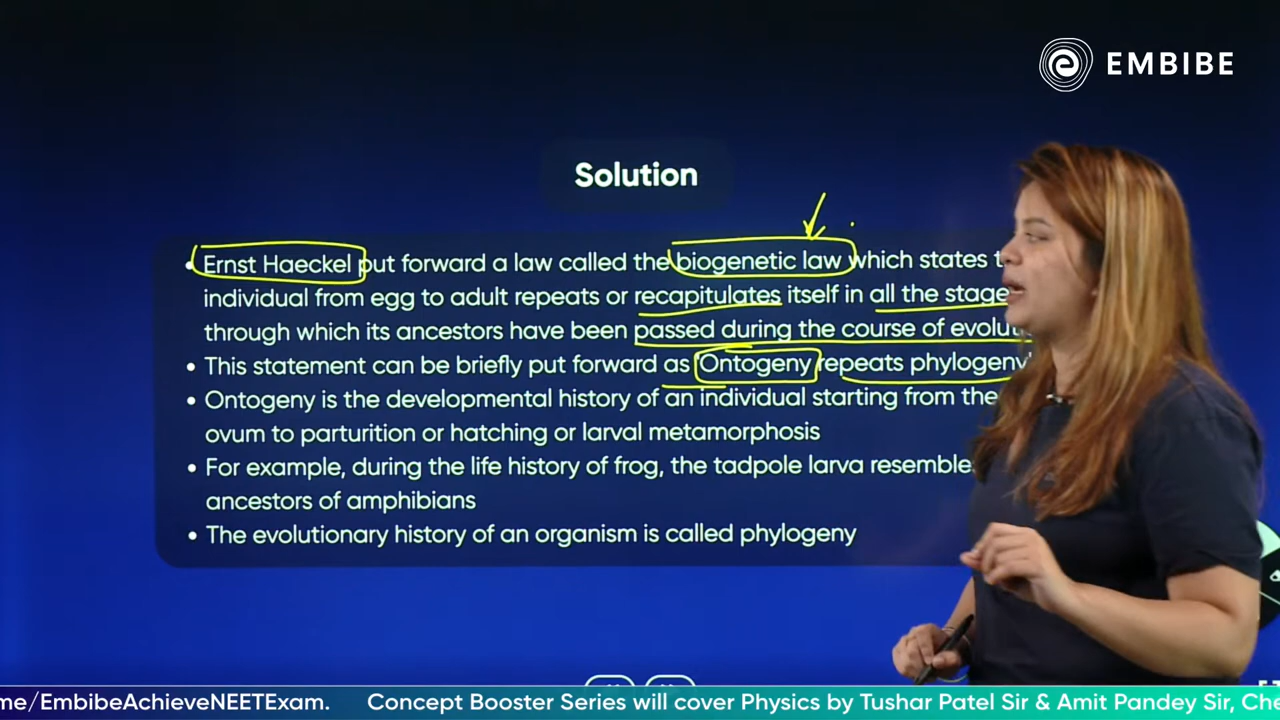 EMBIBE
Solution
• Ernst Haeckel put forward a law called the biogenetic law which states
individual from egg to adult repeats or recapitulates itself in all the stage
through which its ancestors have been passed during the course of evolut
• This statement can be briefly put forward as 'Ontogeny repeats phylogeny'
• Ontogeny is the developmental history of an individual starting from the
ovum to parturition or hatching or larval metamorphosis
• For example, during the life history of frog, the tadpole larva resemble
ancestors of amphibians
• The evolutionary history of an organism is called phylogeny
me/EmbibeAchieveNEETExam. Concept Booster Series will cover Physics by Tushar Patel Sir & Amit Pandey Sir, Che